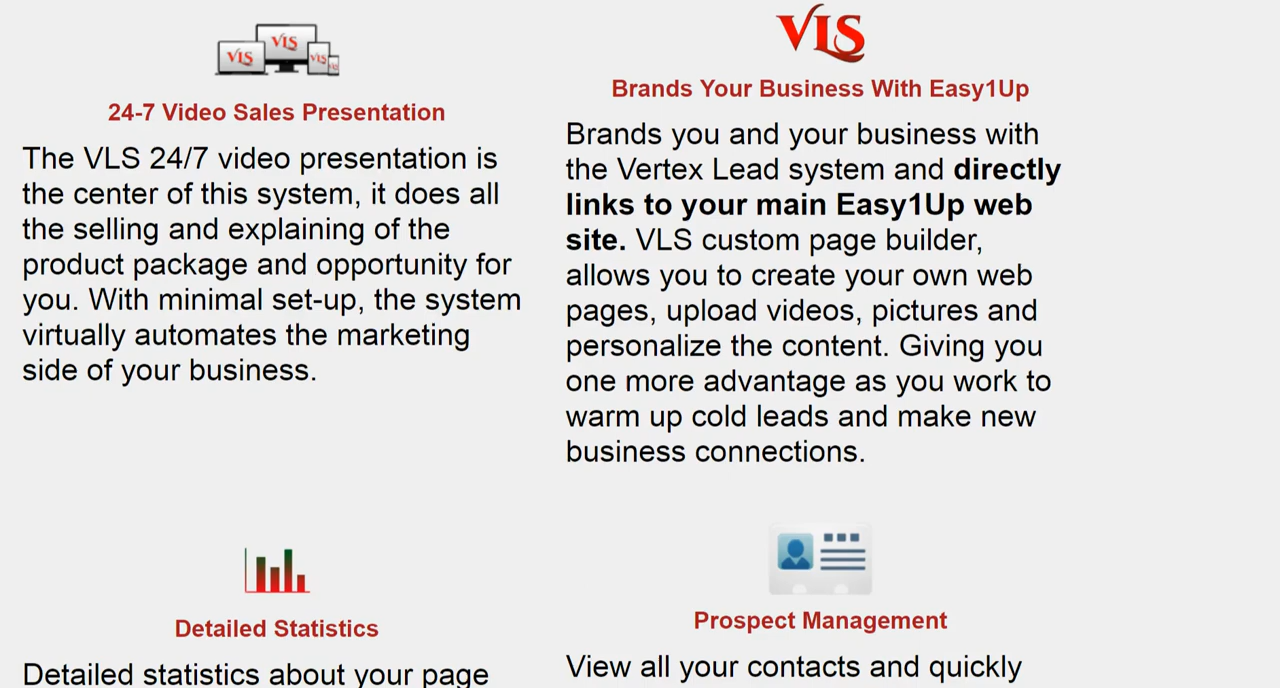 VLS
VLS
VLS
24-7 Video Sales Presentation
The VLS 24/7 video presentation is
the center of this system, it does all
the selling and explaining of the
product package and opportunity for
you. With minimal set-up, the system
virtually automates the marketing
side of your business.
VLS
Brands Your Business With Easy1Up
Brands you and your business with
the Vertex Lead system and directly
links to your main Easy1Up web
site. VLS custom page builder,
allows you to create your own web
pages, upload videos, pictures and
personalize the content. Giving you
one more advantage as you work to
warm up cold leads and make new
business connections.
Detailed Statistics
Detailed statistics about your page
Prospect Management
View all your contacts and quickly